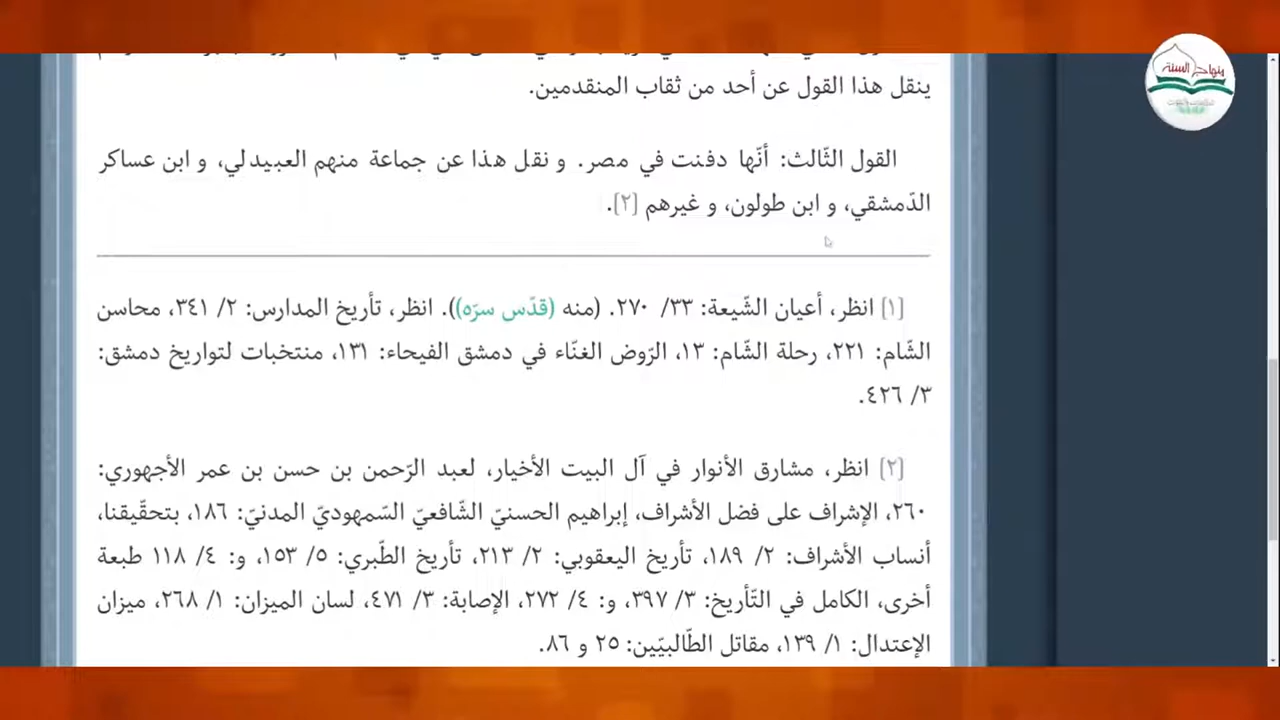 ينقل هذا القول عن أحد من ثقاب المنقدمين.
القول الثّالث: أنّها دفنت في مصر. و نقل هذا عن جماعة منهم العبيدلي، و ابن عساكر
الدّمشقي، و ابن طولون، و غيرهم [٢].
[١] انظر، أعيان الشّيعة: ٣٣/ ٢٧٠. (منه (قدّس سرّه)). انظر، تأريخ المدارس: ٢/ ٣٤١، محاسن
الشّام: ٢٢١، رحلة الشّام: ١٣، الرّوض الغنّاء في دمشق الفيحاء: ١٣١، منتخبات لتواريخ دمشق:
٣/ ٤٢٦.
[٢] انظر، مشارق الأنوار في آل البيت الأخيار، لعبد الرّحمن بن حسن بن عمر الأجهوري:
٢٦٠، الإشراف على فضل الأشراف، إبراهيم الحسنيّ الشّافعيّ السّمهوديّ المدنيّ: ١٨٦، بتحقّيقنا،
أنساب الأشراف: ٢/ ١٨٩، تأريخ اليعقوبي: ٢/ ٢١٣، تأريخ الطّبري: ٥/ ١٥٣، و: ٤/ ١١٨ طبعة
أخرى، الكامل في التّأريخ: ٣/ ٣٩٧، و: ٤/ ٢٧٢، الإصابة: ٣/ ٤٧١، لسان الميزان: ١/ ٢٦٨، ميزان
الإعتدال: ١/ ١٣٩، مقاتل الطّالبيّين: ٢٥ و ٨٦.
منهاج السنة